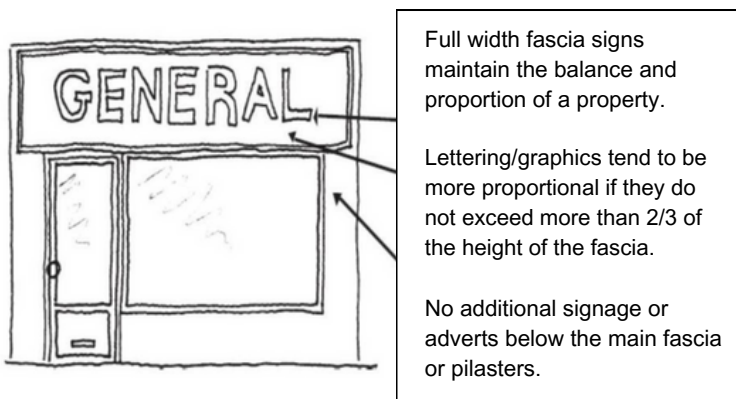 GENERAL
Full width fascia signs
maintain the balance and
proportion of a property.
Lettering/graphics tend to be
more proportional if they do
not exceed more than 2/3 of
the height of the fascia.
No additional signage or
adverts below the main fascia
or pilasters.